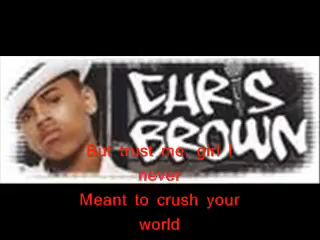 CHRIS
BROWN
But trust me, girl I
never
Meant to crush your
world